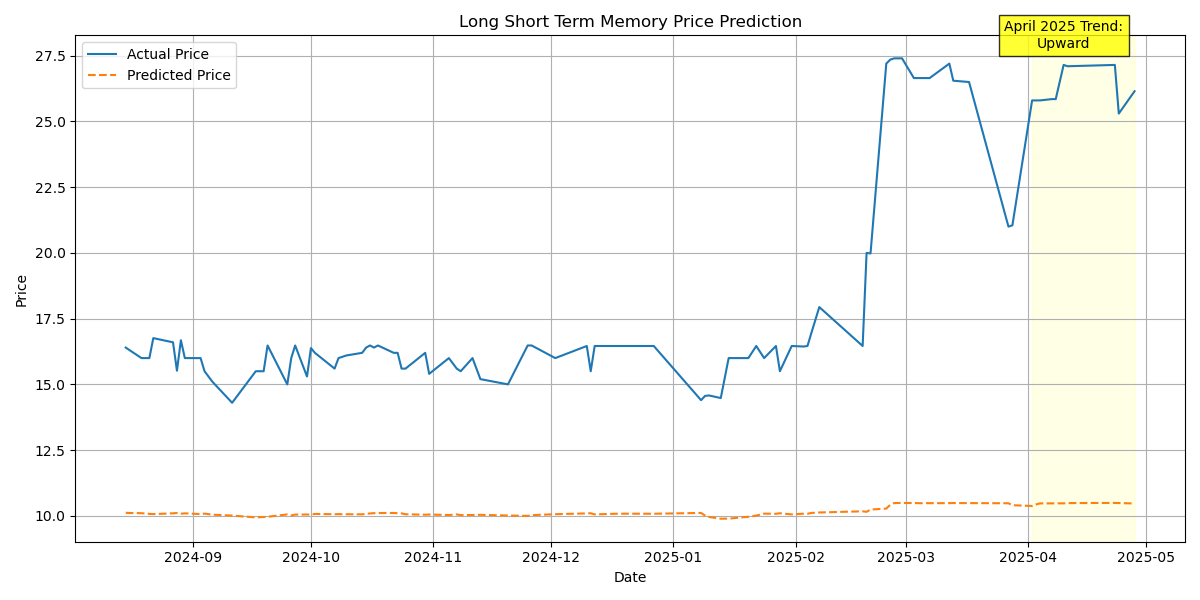 Long Short Term Memory Price Prediction
April 2025 Trend:
Upward
Actual Price
Predicted Price
27.5
25.0
22.5
20.0
17.5
15.0
12.5
10.0
Price
2024-09 2024-10 2024-11 2024-12 2025-01 2025-02 2025-03 2025-04 2025-05
Date